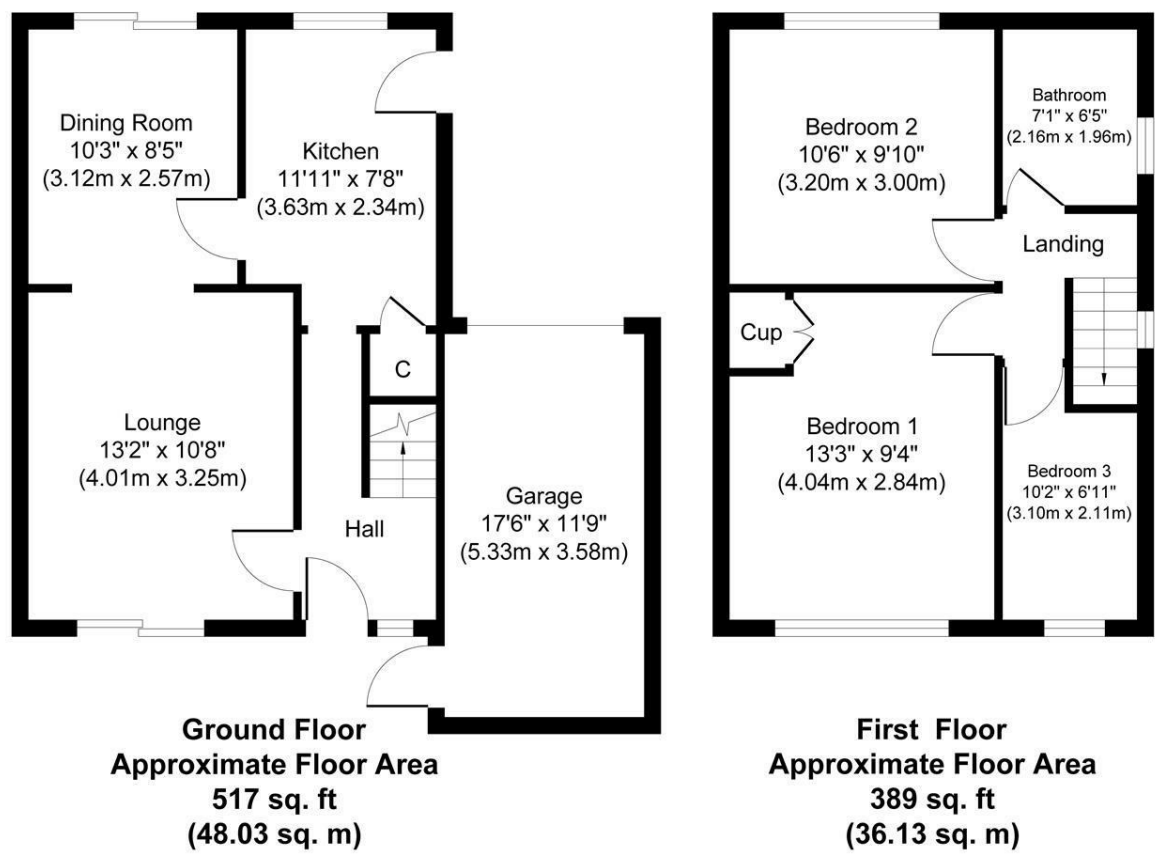 Dining Room
10'3" x 8'5"
(3.12m x 2.57m)
Kitchen
11'11" x 7'8"
(3.63m x 2.34m)
Lounge
13'2" x 10'8"
(4.01m x 3.25m)
C
Hall
Garage
17'6" x 11'9"
(5.33m x 3.58m)
Ground Floor
Approximate Floor Area
517 sq. ft
(48.03 sq. m)
Bedroom 2
10'6" x 9'10"
(3.20m x 3.00m)
Bathroom
7'1" x 6'5"
(2.16m x 1.96m)
Landing
Cup
Bedroom 1
13'3" x 9'4"
(4.04m x 2.84m)
Bedroom 3
10'2" x 6'11"
(3.10m x 2.11m)
First Floor
Approximate Floor Area
389 sq. ft
(36.13 sq. m)